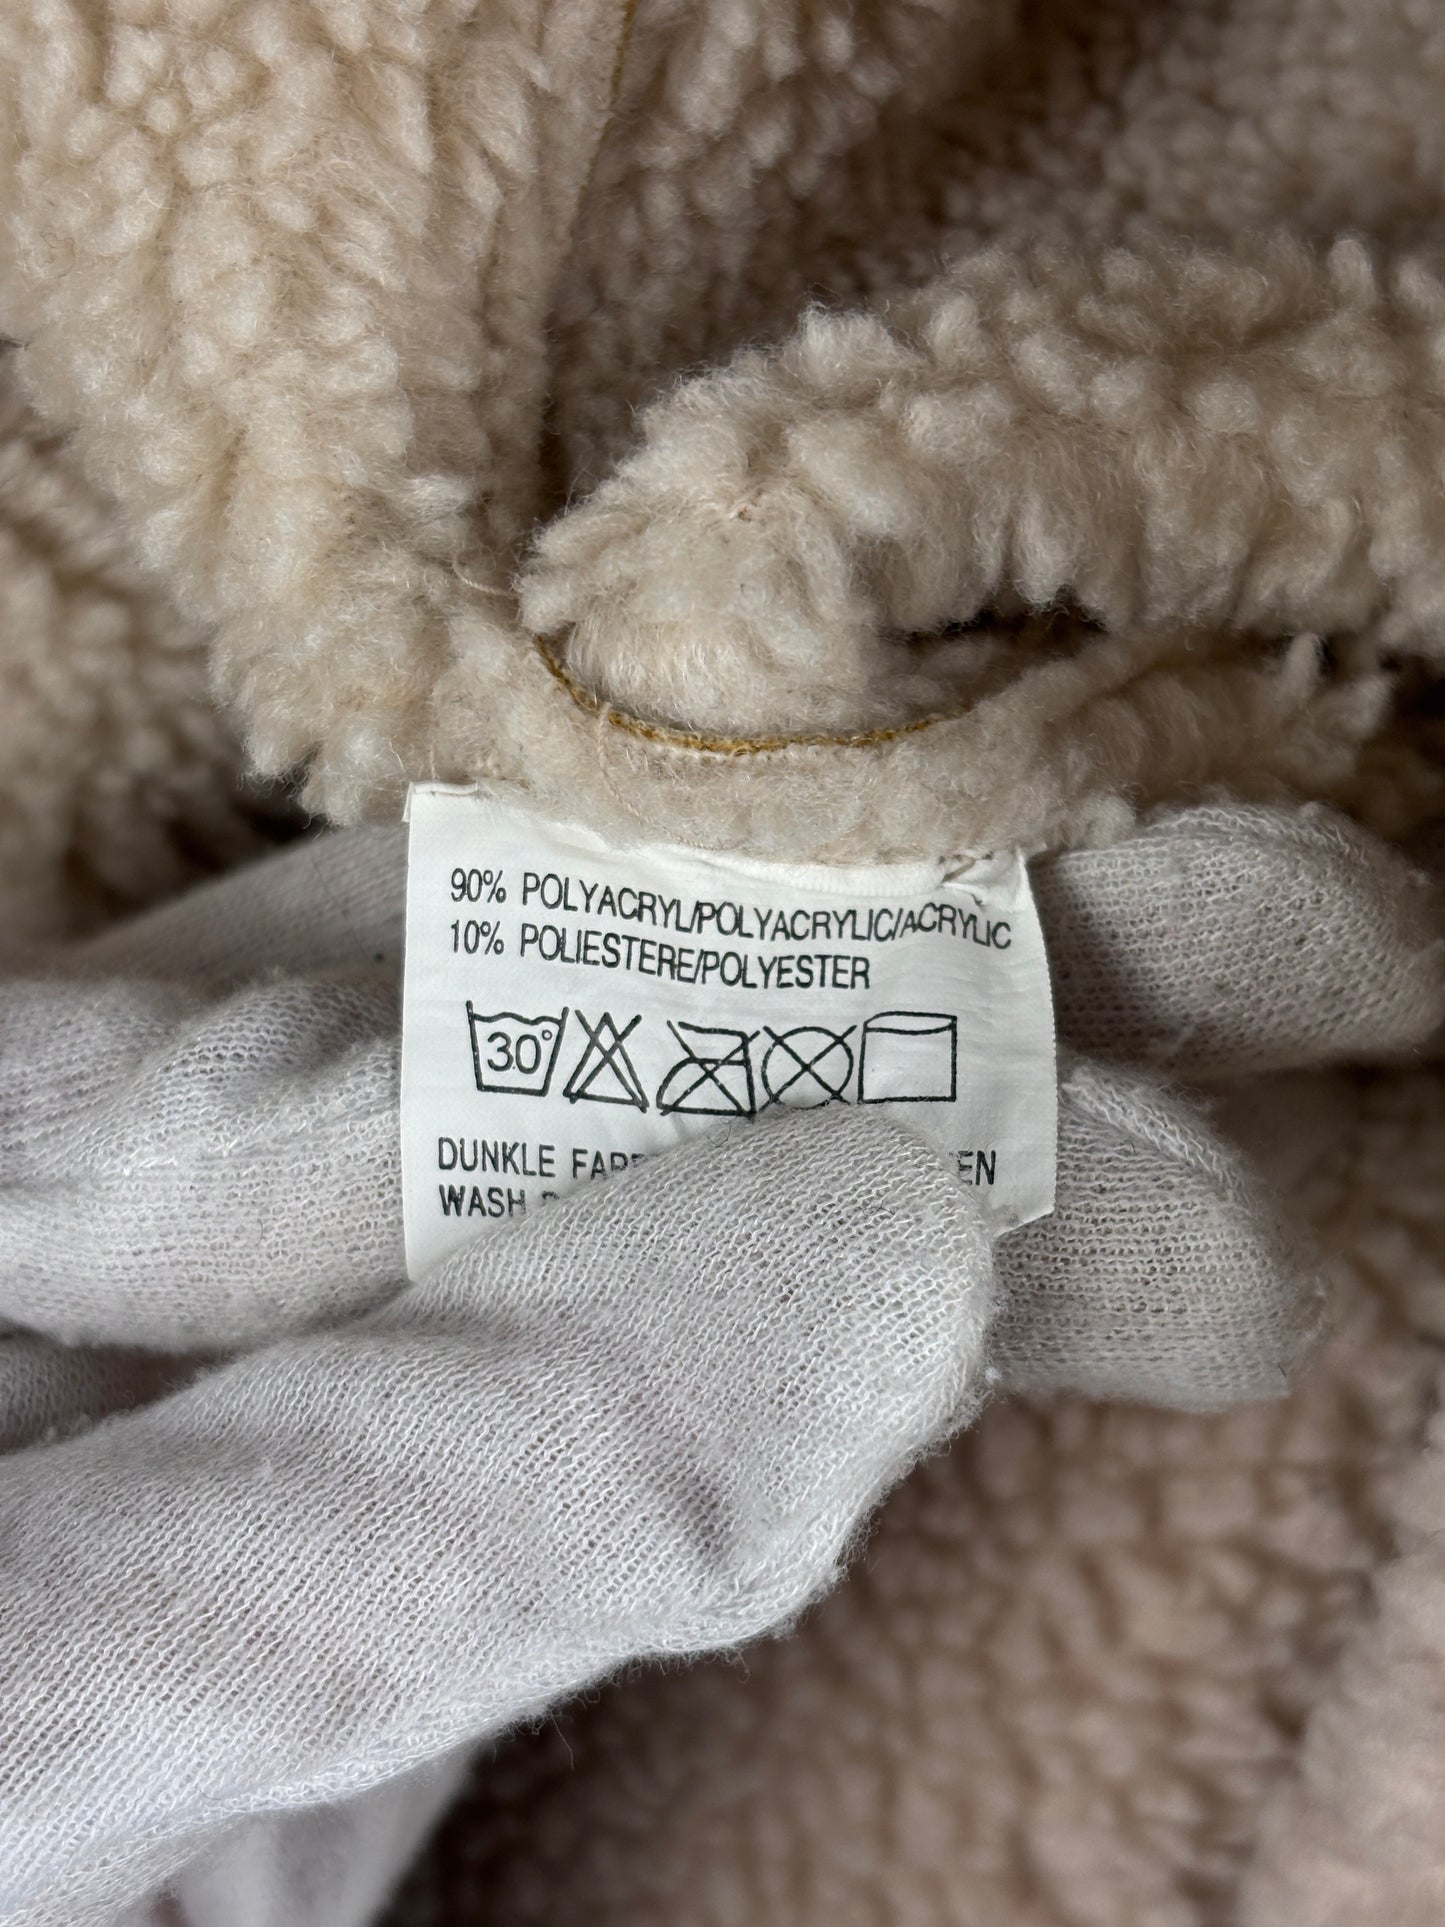 90% POLYACRYL/POLYACRYLIC/ACRYLIC
10% POLIESTERE/POLYESTER
30°
DUNKLE
WASH